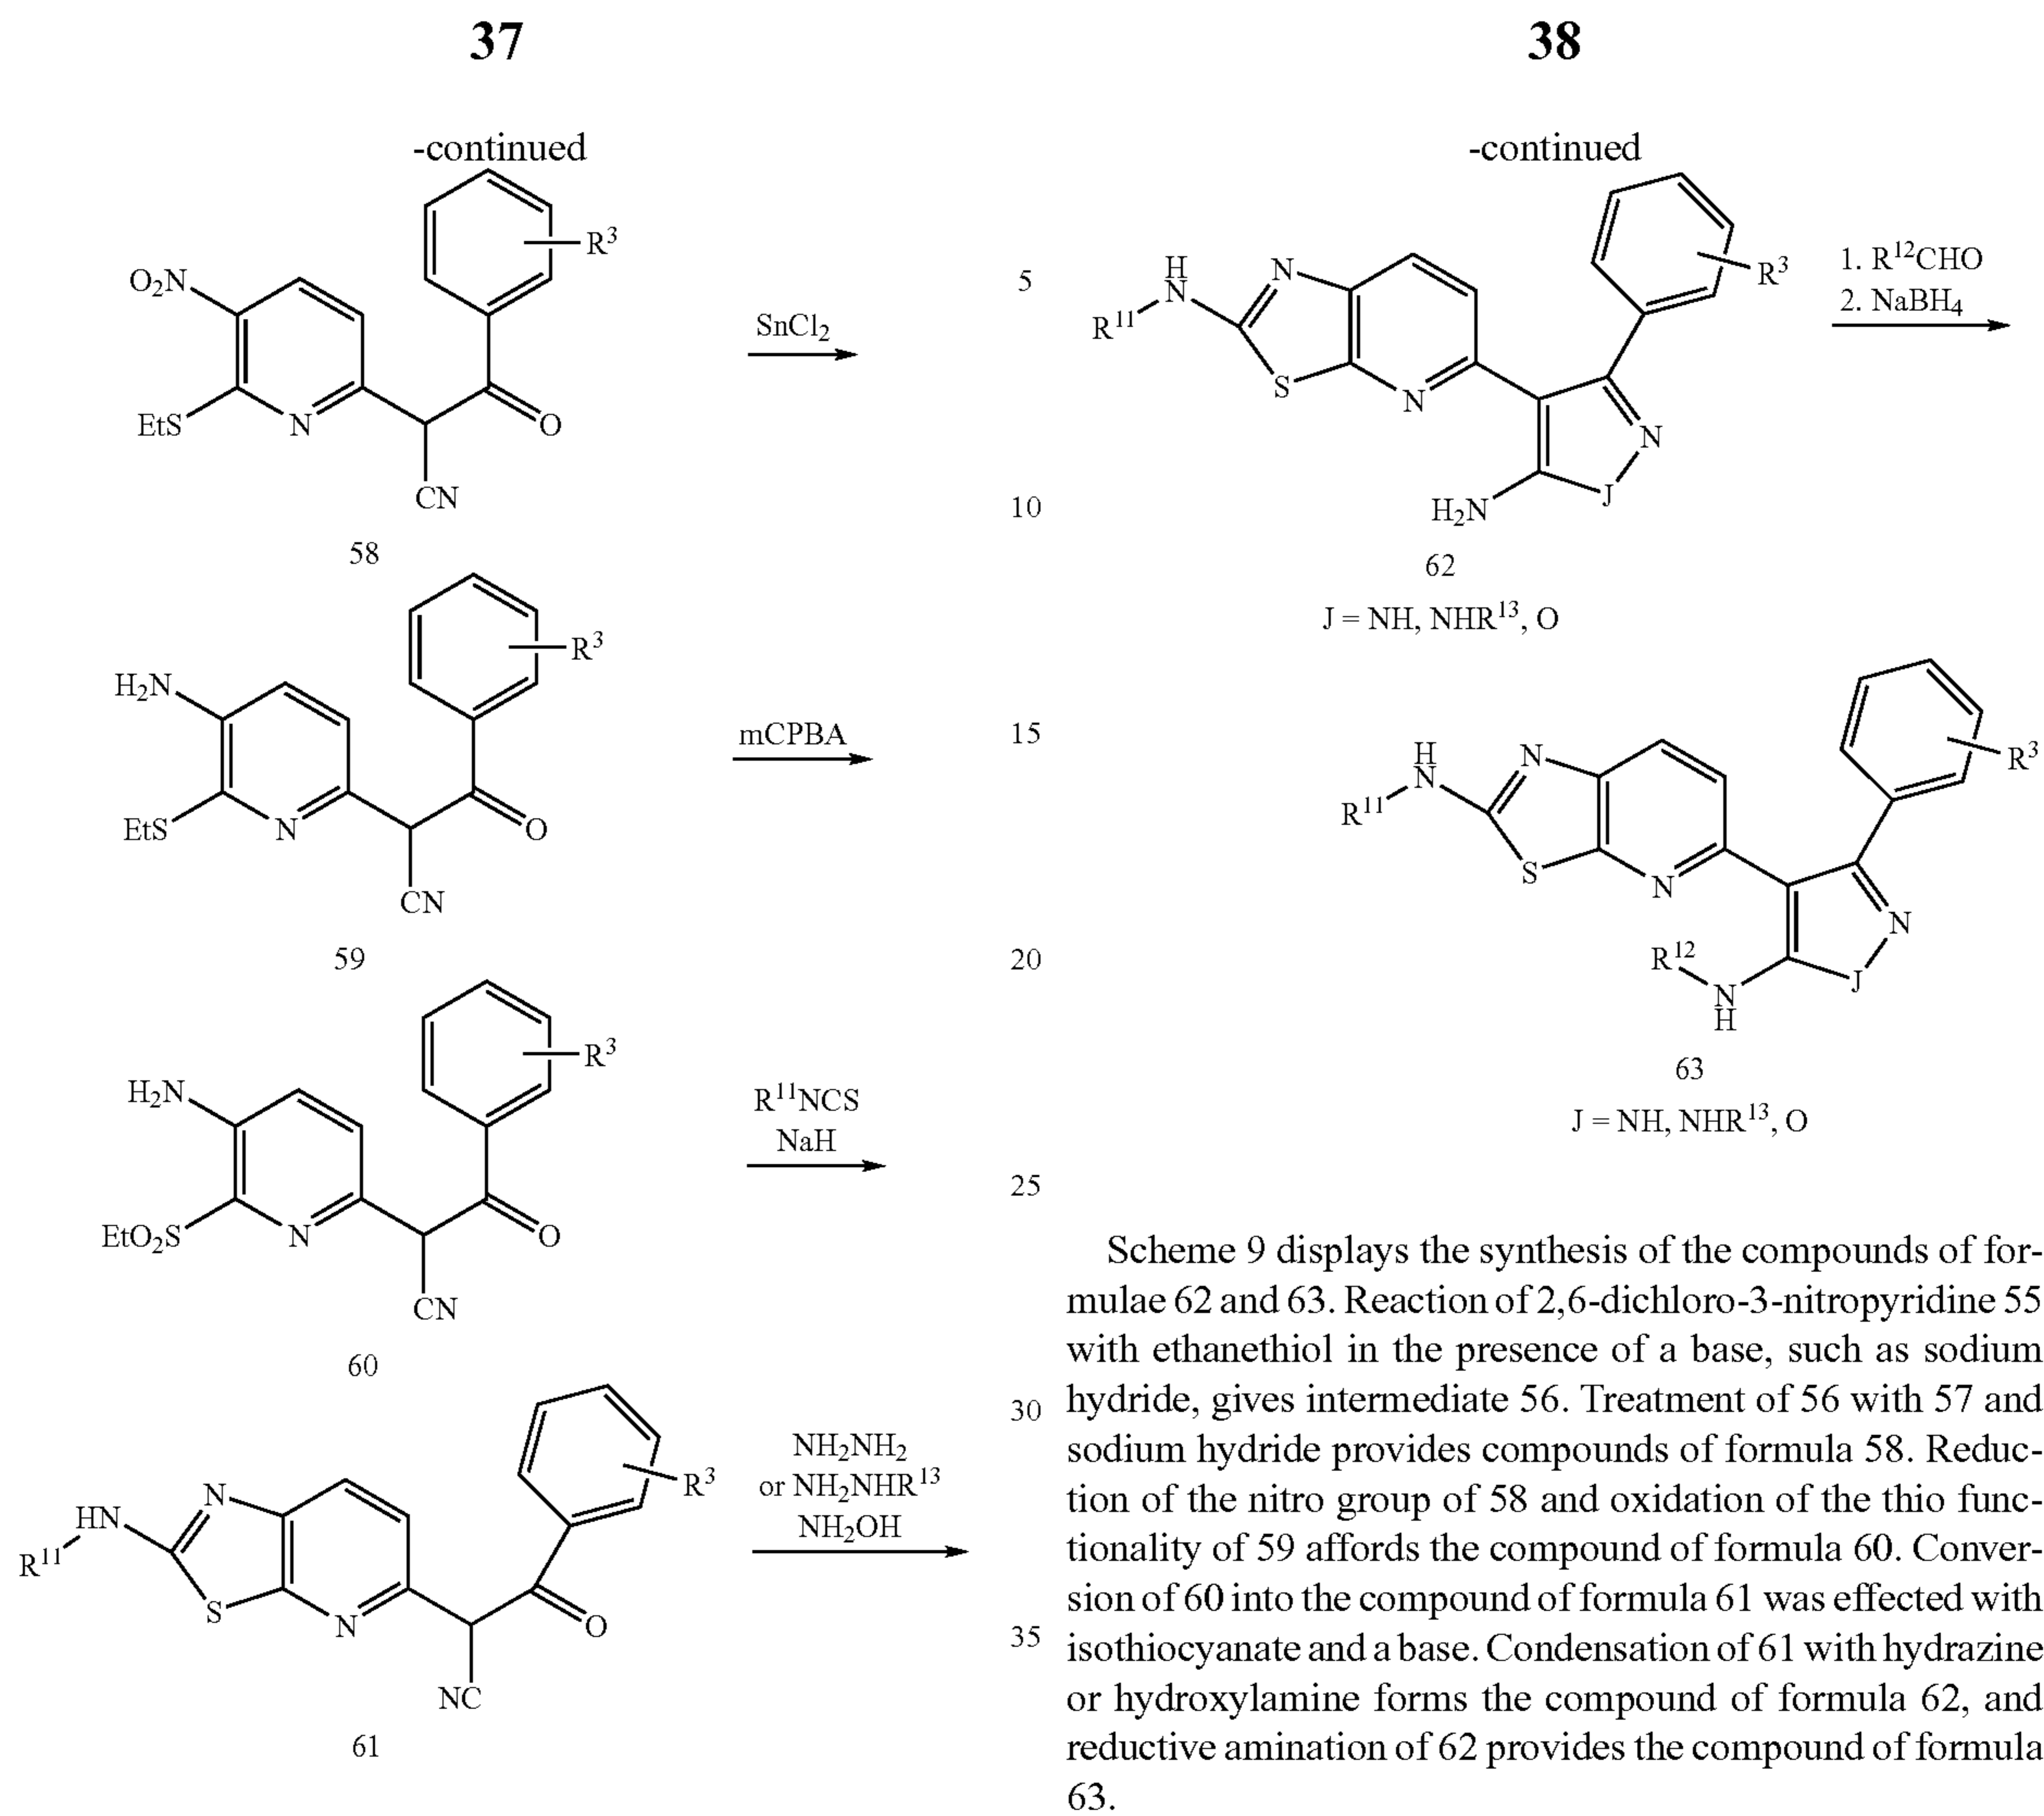 37
-continued
R³
O₂N
EtS
N
O
CN
58
SnCl₂
R³
H₂N
EtS
N
O
CN
59
mCPBA
R³
H₂N
EtO₂S
N
O
CN
60
R¹¹NCS
NaH
R³
HN
R¹¹
N
S
N
O
NC
61
NH₂NH₂
or NH₂NHR¹³
NH₂OH
5
10
15
20
25
30
35
38
-continued
R³
H
N
R¹¹
N
S
N
N
J
H₂N
62
J = NH, NHR¹³, O
1. R¹²CHO
2. NaBH₄
R³
H
N
R¹¹
N
S
N
N
J
R¹²
N
H
63
J = NH, NHR¹³, O
Scheme 9 displays the synthesis of the compounds of for-
mulae 62 and 63. Reaction of 2,6-dichloro-3-nitropyridine 55
with ethanethiol in the presence of a base, such as sodium
hydride, gives intermediate 56. Treatment of 56 with 57 and
sodium hydride provides compounds of formula 58. Reduc-
tion of the nitro group of 58 and oxidation of the thio func-
tionality of 59 affords the compound of formula 60. Conver-
sion of 60 into the compound of formula 61 was effected with
isothiocyanate and a base. Condensation of 61 with hydrazine
or hydroxylamine forms the compound of formula 62, and
reductive amination of 62 provides the compound of formula
63.